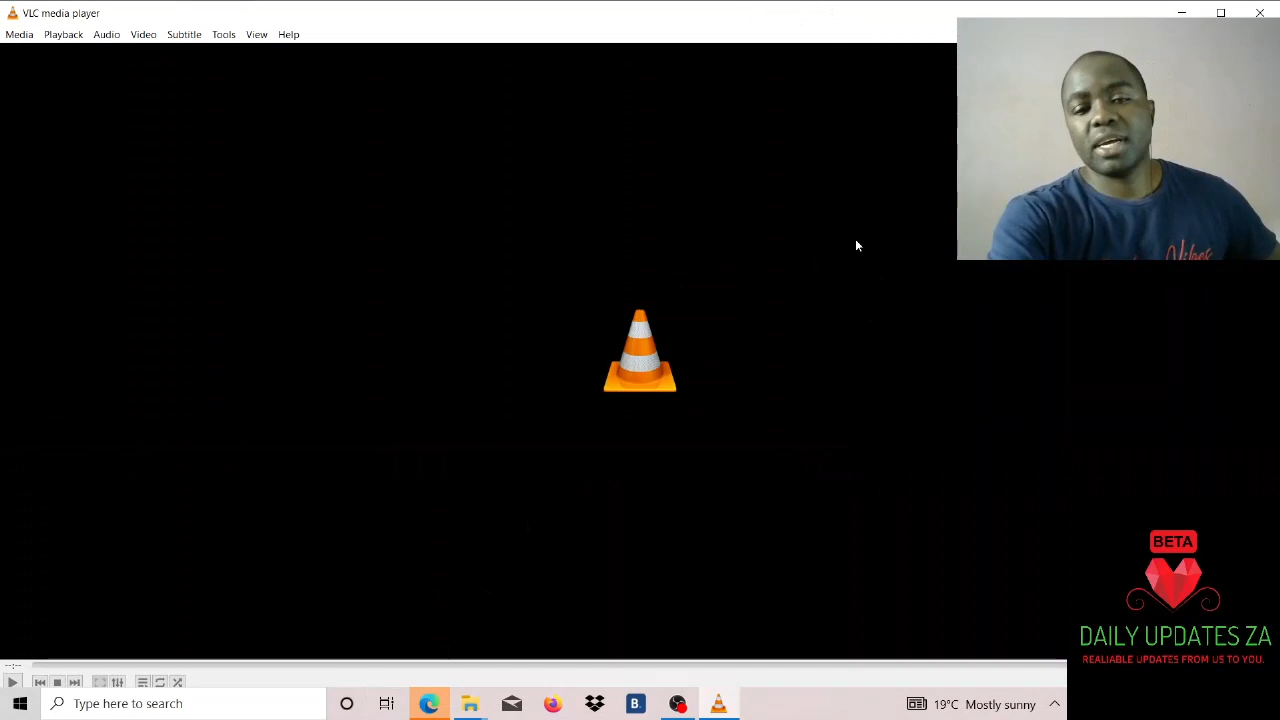 VLC media player
Media Playback Audio Video Subtitle Tools View Help
Vibes
BETA
DAILY UPDATES ZA
REALIABLE UPDATES FROM US TO YOU.
--:--
Type here to search
B.
19°C Mostly sunny